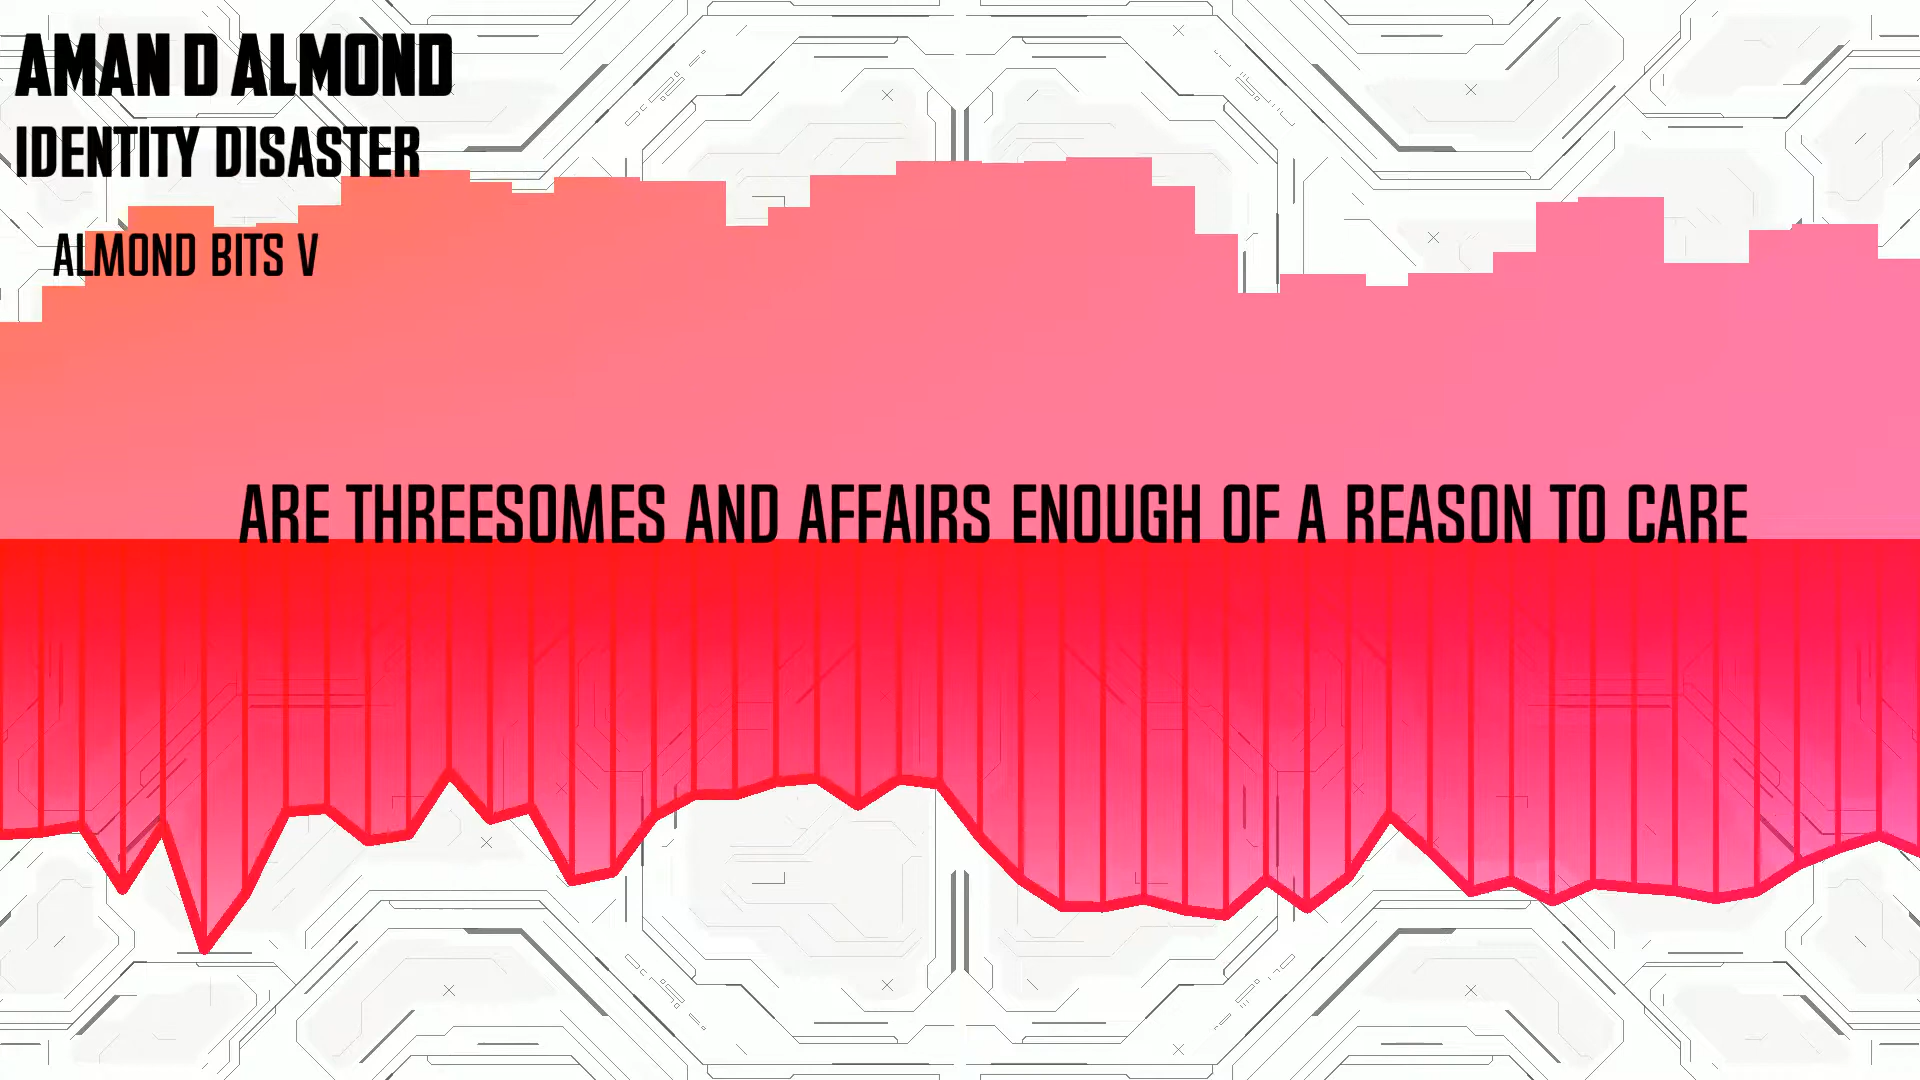 AMAN D ALMOND
IDENTITY DISASTER
ALMOND BITS V
ARE THREESOMES AND AFFAIRS ENOUGH OF A REASON TO CARE